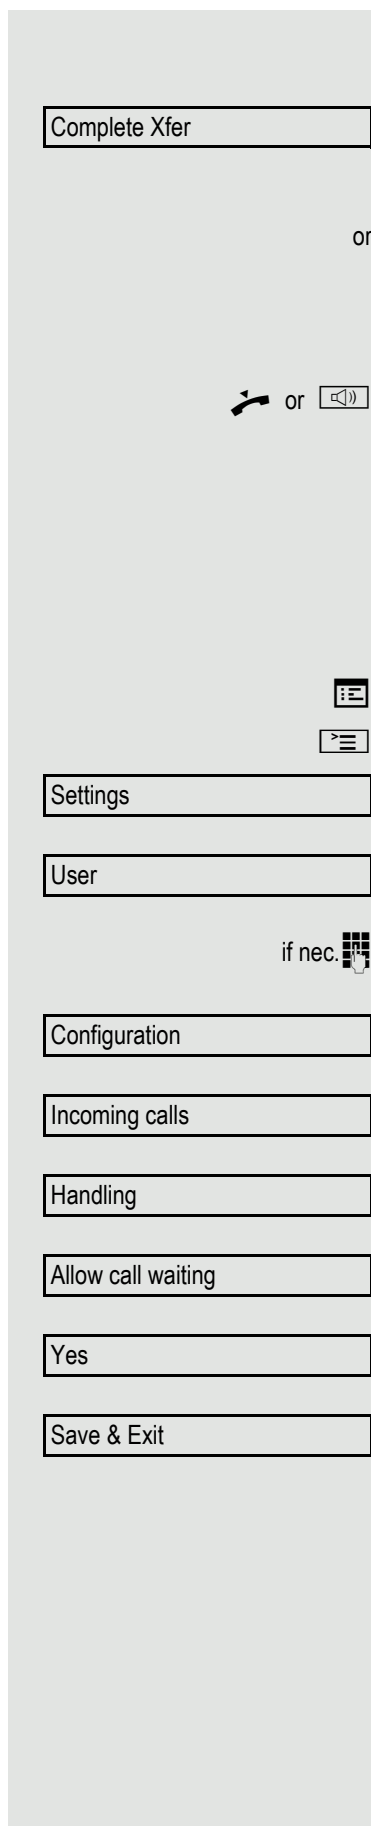 Complete Xfer
or
or
Settings
User
if nec.
Configuration
Incoming calls
Handling
Allow call waiting
Yes
Save & Exit